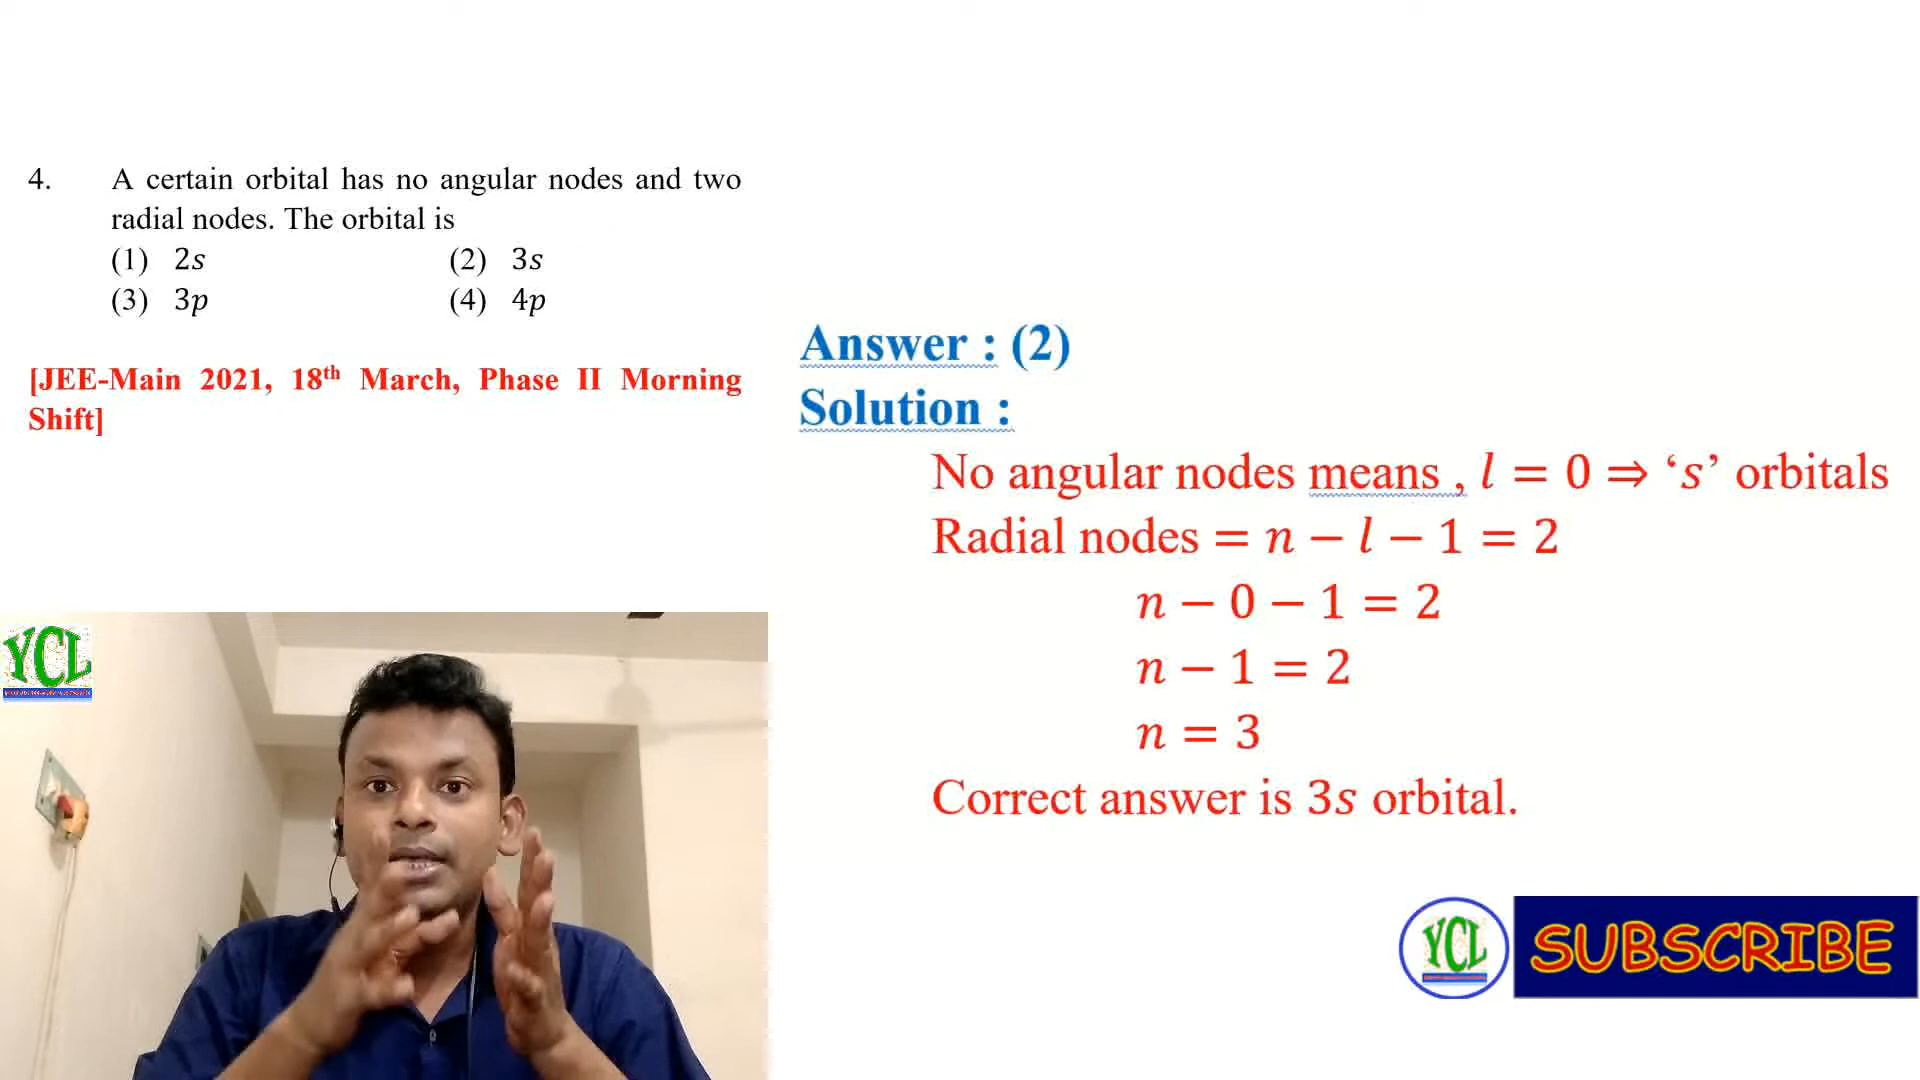 4. A certain orbital has no angular nodes and two
radial nodes. The orbital is
(1) 2s (2) 3s
(3) 3p (4) 4p
[JEE-Main 2021, 18th March, Phase II Morning
Shift]
Answer : (2)
Solution :
No angular nodes means , l = 0 ⇒ ‘s’ orbitals
Radial nodes = n − l − 1 = 2
n − 0 − 1 = 2
n − 1 = 2
n = 3
Correct answer is 3s orbital.
YCL
YCL
SUBSCRIBE